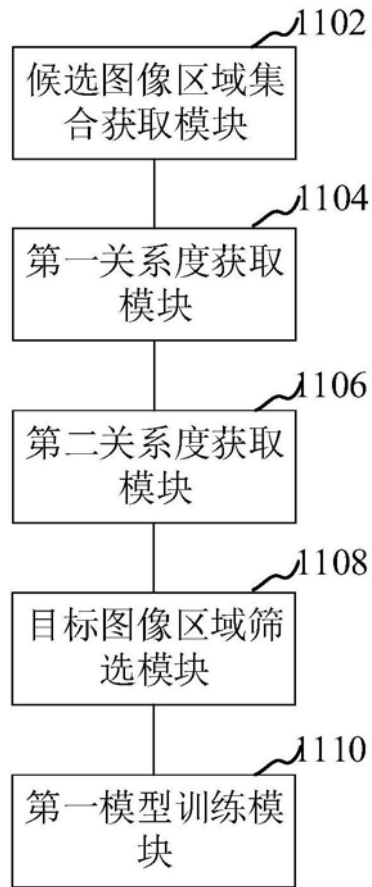 1102
候选图像区域集
合获取模块
1104
第一关系度获取
模块
1106
第二关系度获取
模块
1108
目标图像区域筛
选模块
1110
第一模型训练模
块